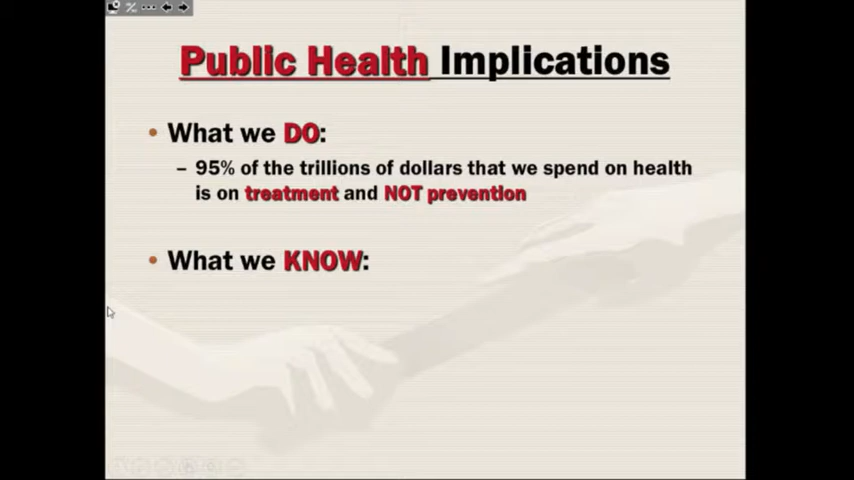 Public Health Implications
• What we DO:
– 95% of the trillions of dollars that we spend on health
is on treatment and NOT prevention
• What we KNOW: